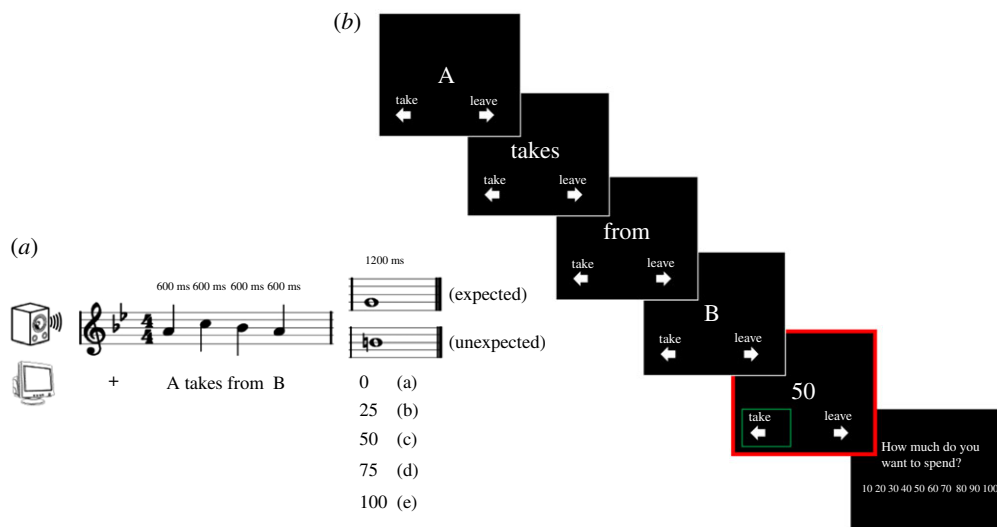 (b)
A
take leave
takes
take leave
from
take leave
B
take leave
50
take leave
How much do you
want to spend?
10 20 30 40 50 60 70 80 90 100
(a)
600 ms 600 ms 600 ms 600 ms
1200 ms
4
4
(expected)
(unexpected)
+ A takes from B
0 (a)
25 (b)
50 (c)
75 (d)
100 (e)